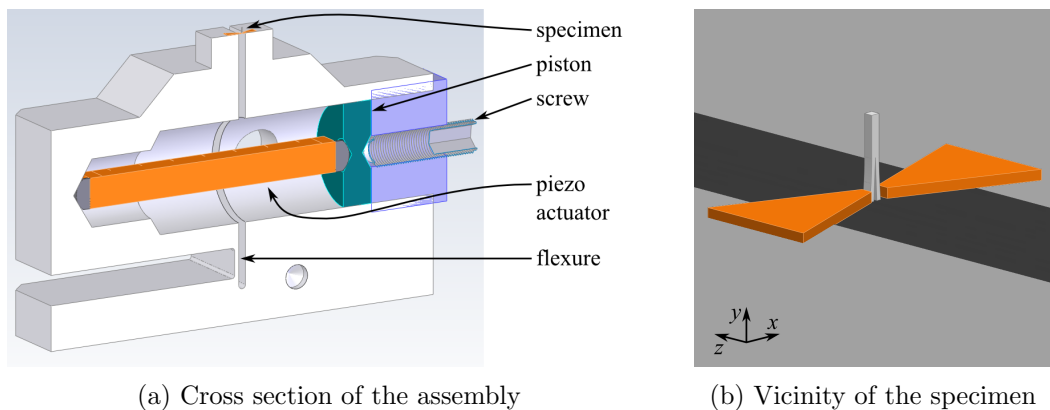 specimen
piston
screw
piezo
actuator
flexure
y
x
z
(a) Cross section of the assembly
(b) Vicinity of the specimen